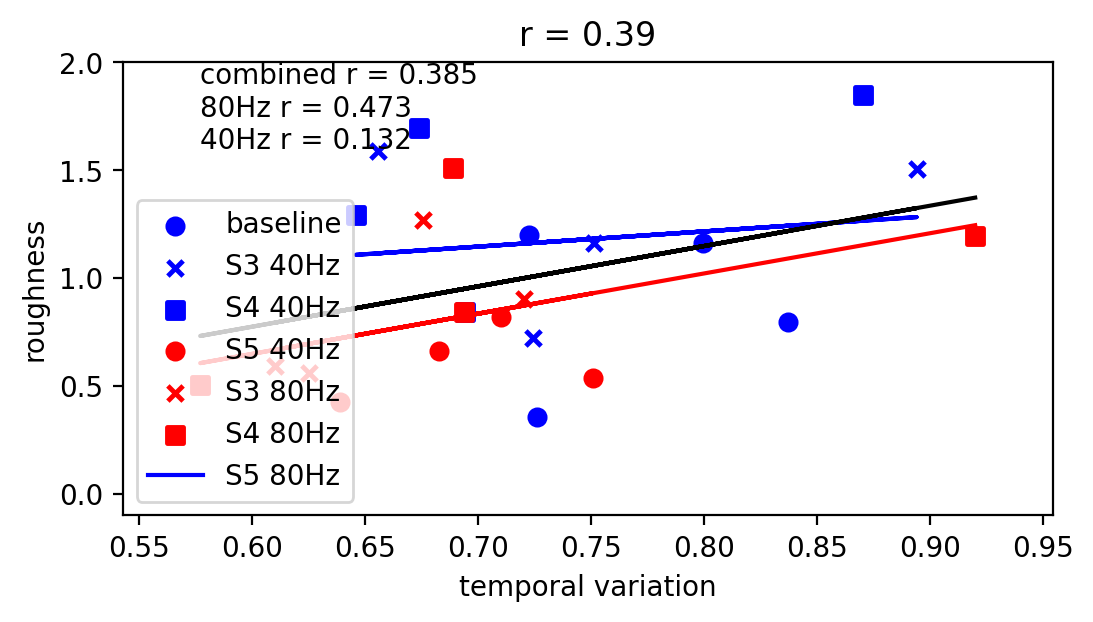 r = 0.39
combined r = 0.385
80Hz r = 0.473
40Hz r = 0.132
baseline
S3 40Hz
S4 40Hz
S5 40Hz
S3 80Hz
S4 80Hz
S5 80Hz
roughness
2.0
1.5
1.0
0.5
0.0
0.55 0.60 0.65 0.70 0.75 0.80 0.85 0.90 0.95
temporal variation